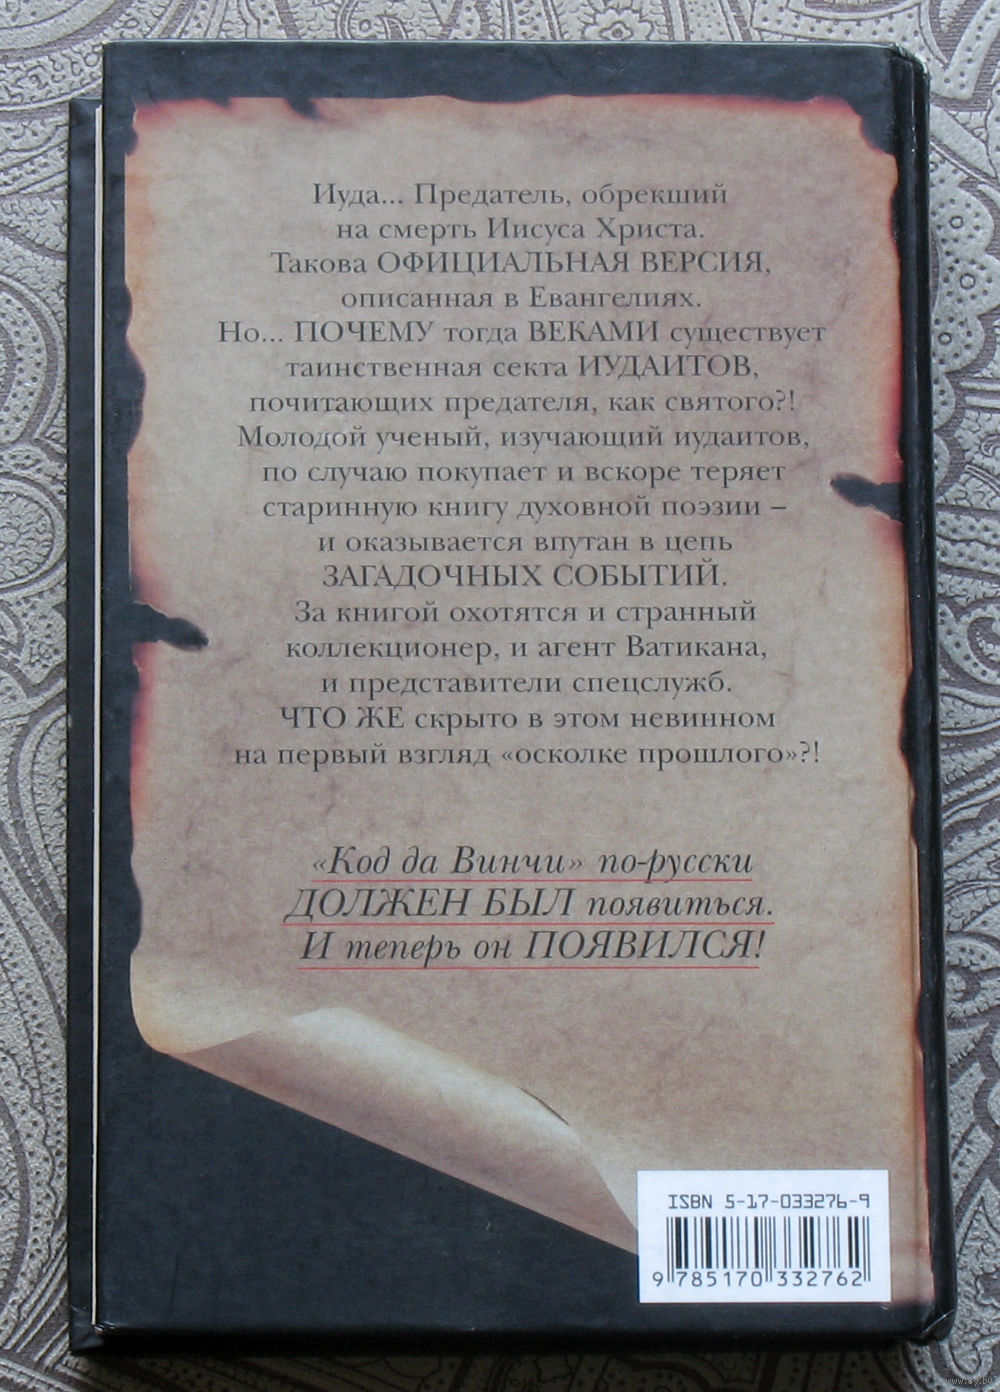 Иуда... Предатель, обрекший
на смерть Иисуса Христа.
Такова ОФИЦИАЛЬНАЯ ВЕРСИЯ,
описанная в Евангелиях.
Но... ПОЧЕМУ тогда ВЕКАМИ существует
таинственная секта ИУДАИТОВ,
почитающих предателя, как святого?!
Молодой ученый, изучающий иудаитов,
по случаю покупает и вскоре теряет
старинную книгу духовной поэзии –
и оказывается впутан в цепь
ЗАГАДОЧНЫХ СОБЫТИЙ.
За книгой охотятся и странный
коллекционер, и агент Ватикана,
и представители спецслужб.
ЧТО ЖЕ скрыто в этом невинном
на первый взгляд «осколке прошлого»?!
«Код да Винчи» по-русски
ДОЛЖЕН БЫЛ появиться.
И теперь он ПОЯВИЛСЯ!
ISBN 5-17-033276-9
9 785170 332762
www.ay.by